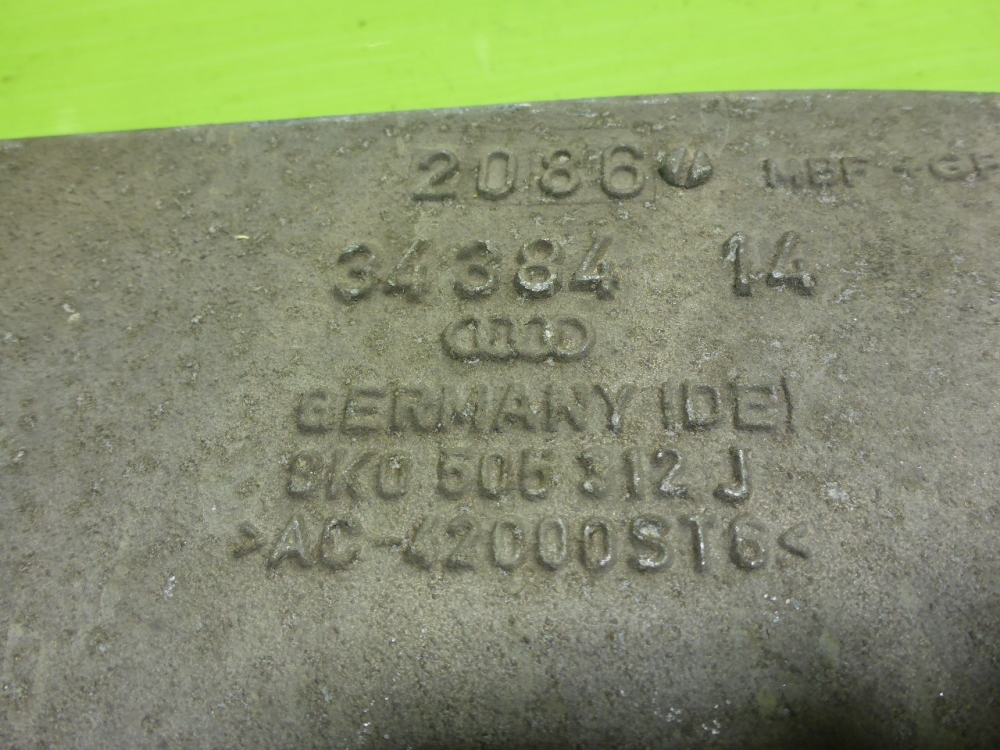 2086
34384 14
GERMANY (DE)
8K0 505 312 J
>AC-42000ST6<